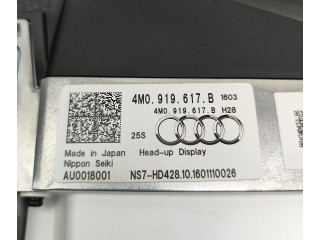 4M0.919.617.B 1603
4M0.919.617.B H28
25S
Made in Japan Head-up Display
Nippon Seiki
AU0018001 NS7-HD428.10.1601110026